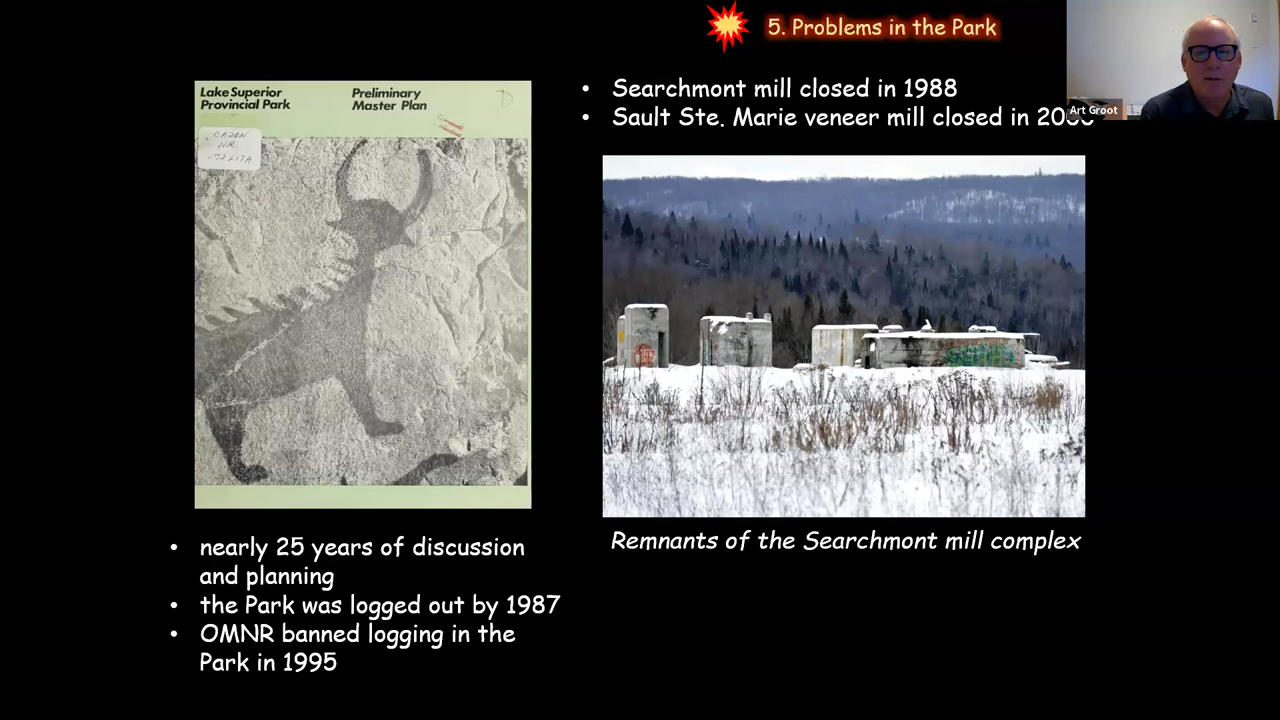 5. Problems in the Park
Lake Superior
Provincial Park
Preliminary
Master Plan
D
CA2ØN
NR
• Searchmont mill closed in 1988
• Sault Ste. Marie veneer mill closed in
Art Groot
Remnants of the Searchmont mill complex
• nearly 25 years of discussion
and planning
• the Park was logged out by 1987
• OMNR banned logging in the
Park in 1995